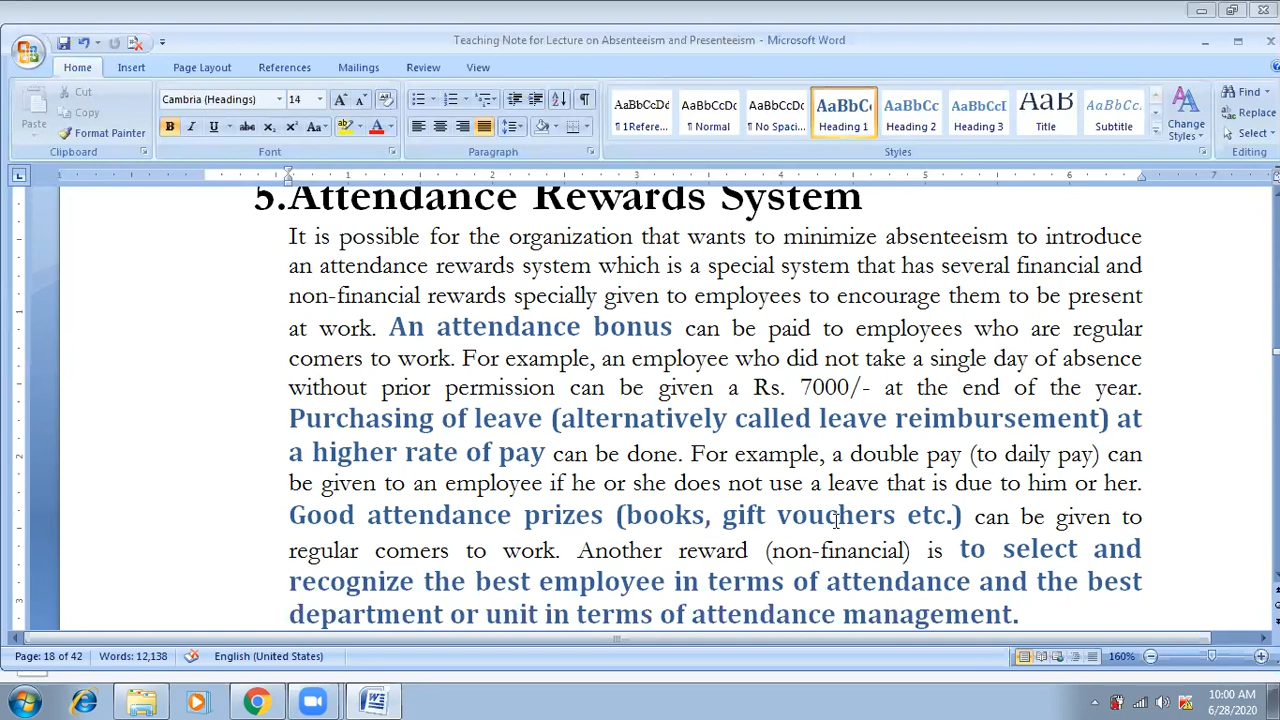 Teaching Note for Lecture on Absenteeism and Presenteeism - Microsoft Word
Home Insert Page Layout References Mailings Review View
Cut
Copy
Format Painter
Paste
Clipboard
Cambria (Headings) 14
Font
Paragraph
AaBbCcDd AaBbCcDc AaBbCcDc AaBbC AaBbCc AaBbCcI AaB AaBbCc.
¶ 1Refere... ¶ Normal ¶ No Spaci... Heading 1 Heading 2 Heading 3 Title Subtitle
Change Styles
Styles
Find
Replace
Select
Editing
5.Attendance Rewards System
It is possible for the organization that wants to minimize absenteeism to introduce
an attendance rewards system which is a special system that has several financial and
non-financial rewards specially given to employees to encourage them to be present
at work. An attendance bonus can be paid to employees who are regular
comers to work. For example, an employee who did not take a single day of absence
without prior permission can be given a Rs. 7000/- at the end of the year.
Purchasing of leave (alternatively called leave reimbursement) at
a higher rate of pay can be done. For example, a double pay (to daily pay) can
be given to an employee if he or she does not use a leave that is due to him or her.
Good attendance prizes (books, gift vouchers etc.) can be given to
regular comers to work. Another reward (non-financial) is to select and
recognize the best employee in terms of attendance and the best
department or unit in terms of attendance management.
Page: 18 of 42 Words: 12,138 English (United States) 160%
10:00 AM
6/28/2020